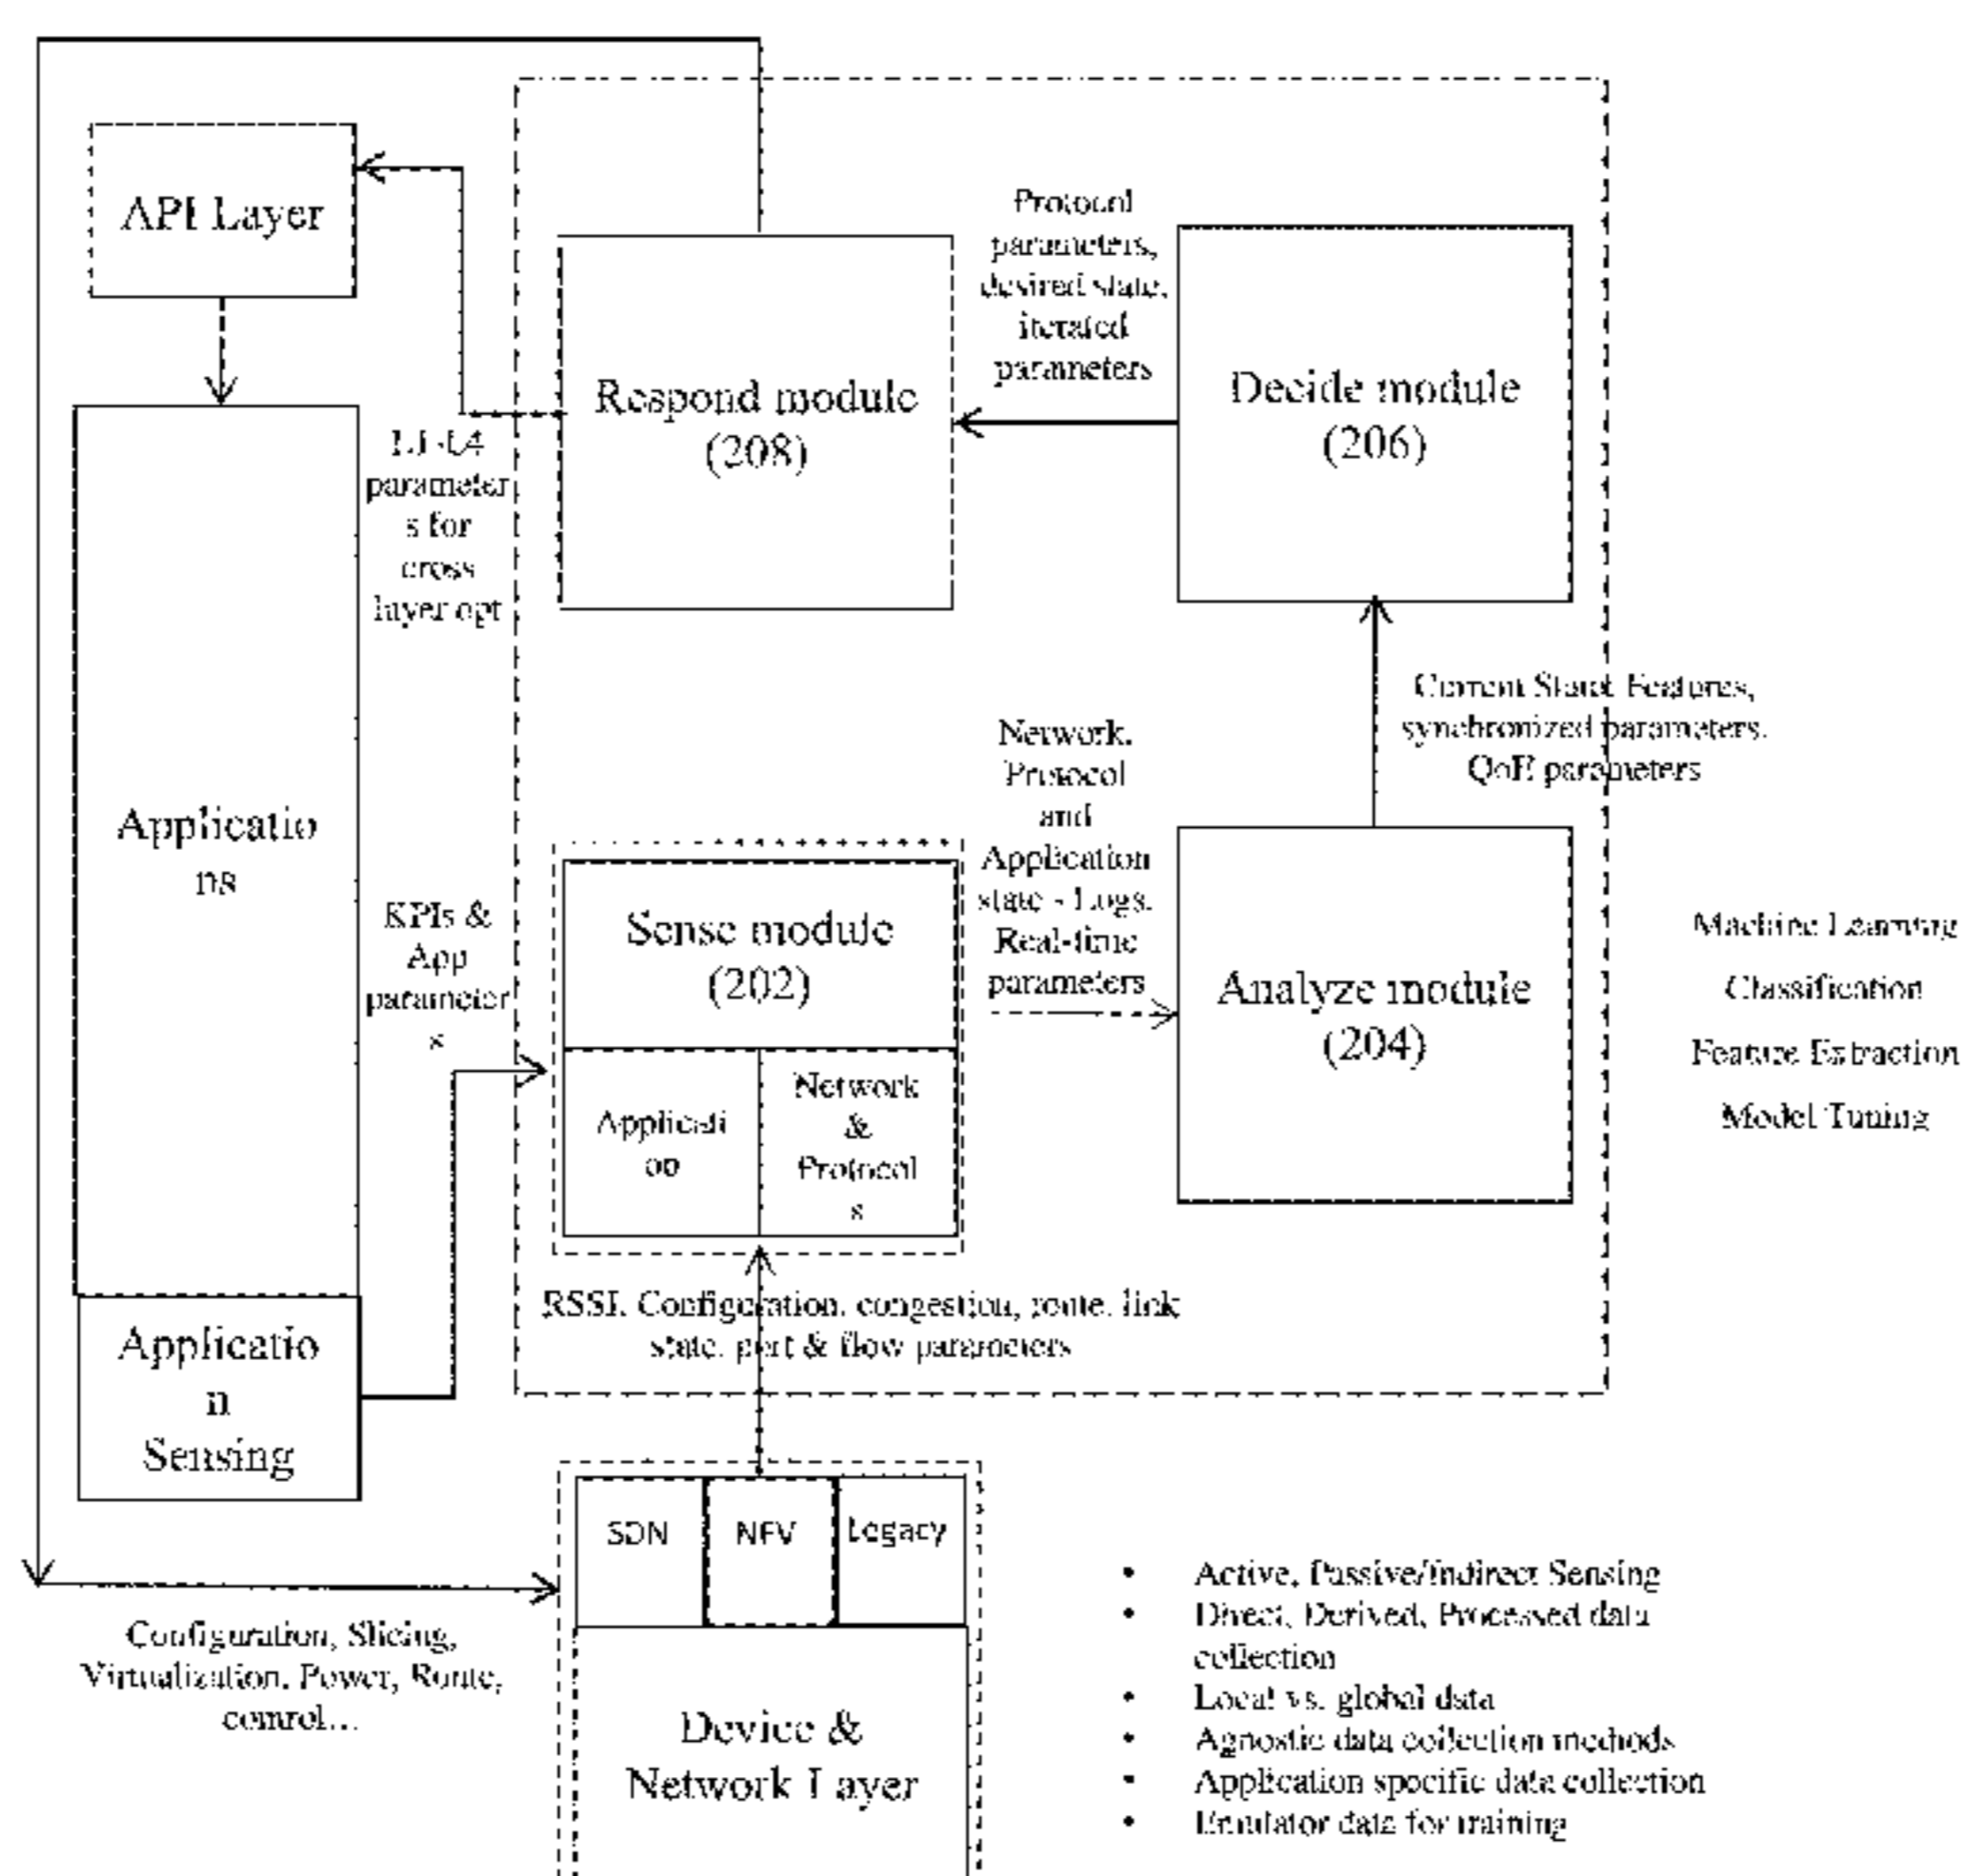 API Layer
Protocol
parameters,
desired state,
iterated
parameters
Respond module
(208)
Decide module
(206)
L1-L4
parameter
s for
cross
layer opt
Applicatio
ns
Current State Features,
synchronized parameters,
QoE parameters
Network,
Protocol
and
Application
state - Logs,
Real-time
parameters
KPIs &
App
parameter
s
Sense module
(202)
Applicati
on
Network
&
Protocol
s
Analyze module
(204)
Machine Learning
Classification
Feature Extraction
Model Tuning
RSSI, Configuration, congestion, route, link
state, port & flow parameters
Applicatio
n
Sensing
SDN
NFV
Legacy
Configuration, Slicing,
Virtualization, Power, Route,
control...
Device &
Network Layer
• Active, Passive/Indirect Sensing
• Direct, Derived, Processed data
collection
• Local vs. global data
• Agnostic data collection methods
• Application specific data collection
• Emulator data for training